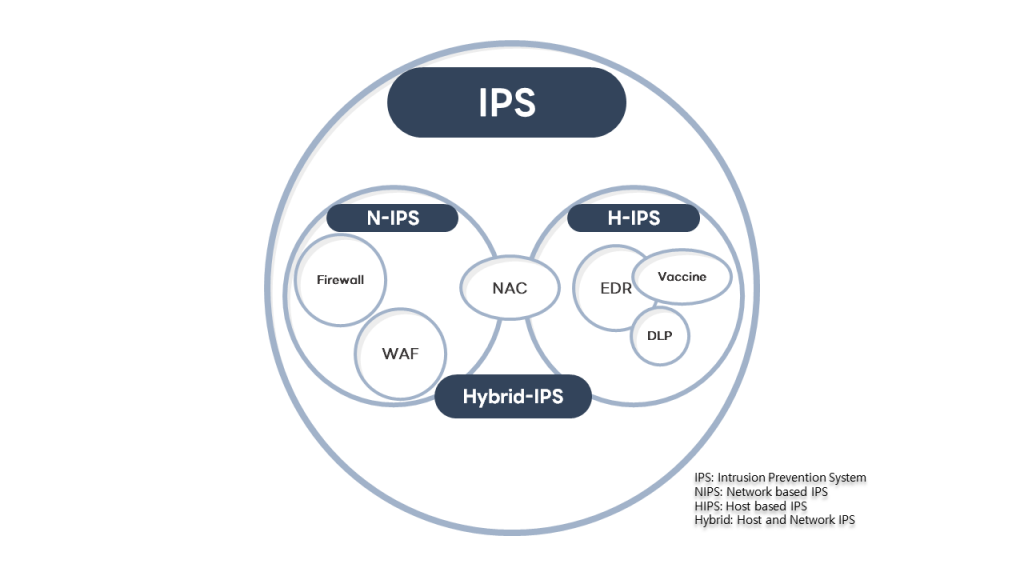 IPS
N-IPS
H-IPS
Firewall
NAC
EDR
Vaccine
WAF
DLP
Hybrid-IPS
IPS: Intrusion Prevention System
NIPS: Network based IPS
HIPS: Host based IPS
Hybrid: Host and Network IPS